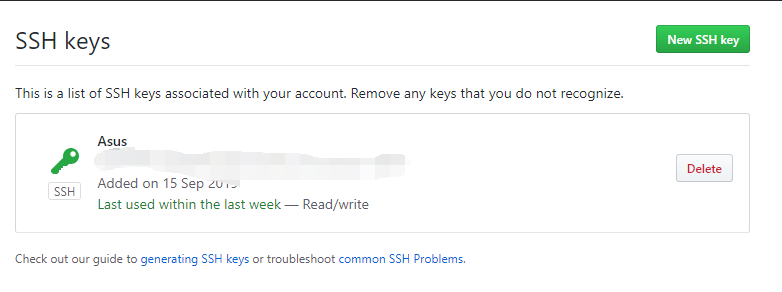 SSH keys
New SSH key
This is a list of SSH keys associated with your account. Remove any keys that you do not recognize.
Asus
SSH
Added on 15 Sep 2019
Last used within the last week — Read/write
Delete
Check out our guide to generating SSH keys or troubleshoot common SSH Problems.